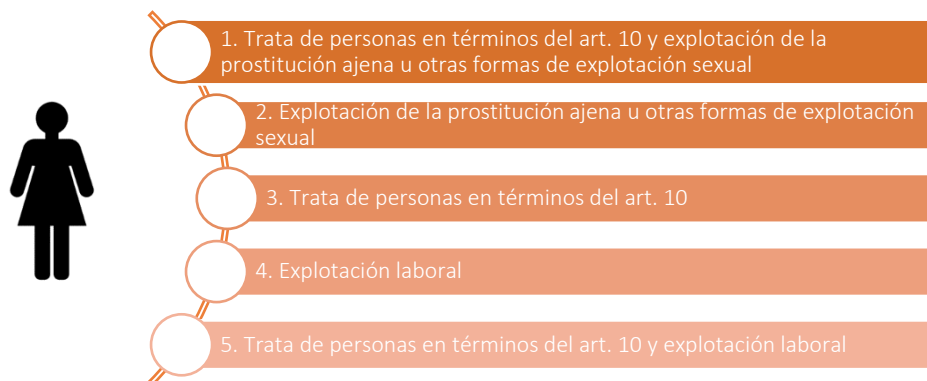 1. Trata de personas en términos del art. 10 y explotación de la
prostitución ajena u otras formas de explotación sexual
2. Explotación de la prostitución ajena u otras formas de explotación
sexual
3. Trata de personas en términos del art. 10
4. Explotación laboral
5. Trata de personas en términos del art. 10 y explotación laboral